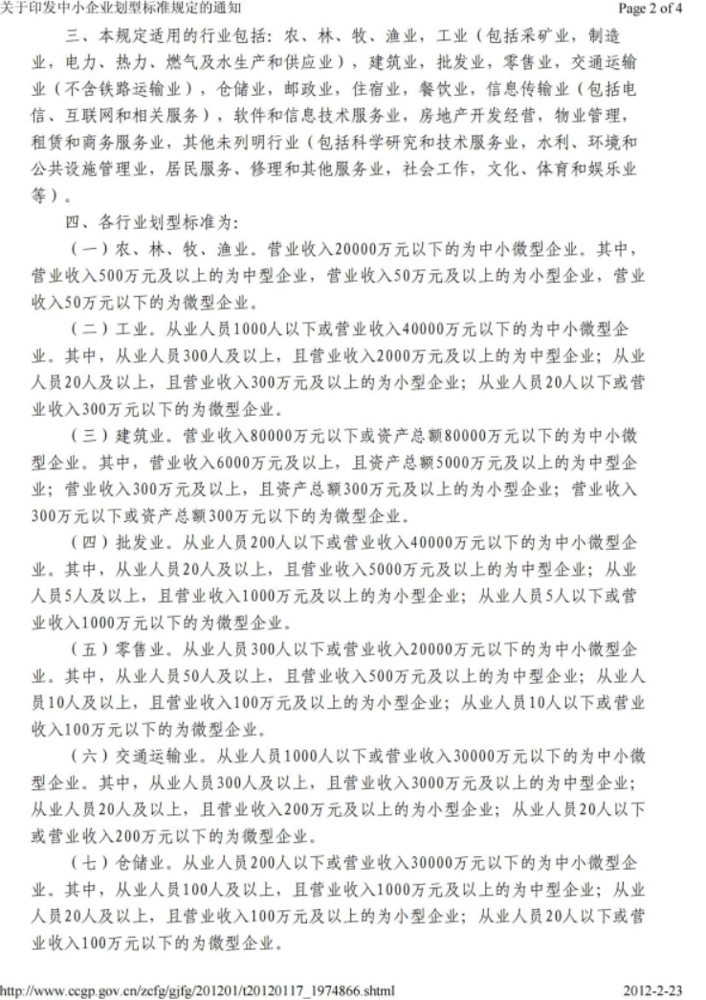 关于印发中小企业划型标准规定的通知
Page 2 of 4
三、本规定适用的行业包括：农、林、牧、渔业，工业（包括采矿业，制造
业，电力、热力、燃气及水生产和供应业），建筑业，批发业，零售业，交通运输
业（不含铁路运输业），仓储业，邮政业，住宿业，餐饮业，信息传输业（包括电
信、互联网和相关服务），软件和信息技术服务业，房地产开发经营，物业管理，
租赁和商务服务业，其他未列明行业（包括科学研究和技术服务业，水利、环境和
公共设施管理业，居民服务、修理和其他服务业，社会工作，文化、体育和娱乐业
等）。
四、各行业划型标准为：
（一）农、林、牧、渔业。营业收入20000万元以下的为中小微型企业。其中，
营业收入500万元及以上的为中型企业，营业收入50万元及以上的为小型企业，营业
收入50万元以下的为微型企业。
（二）工业。从业人员1000人以下或营业收入40000万元以下的为中小微型企
业。其中，从业人员300人及以上，且营业收入2000万元及以上的为中型企业；从业
人员20人及以上，且营业收入300万元及以上的为小型企业；从业人员20人以下或营
业收入300万元以下的为微型企业。
（三）建筑业。营业收入80000万元以下或资产总额80000万元以下的为中小微
型企业。其中，营业收入6000万元及以上，且资产总额5000万元及以上的为中型企
业；营业收入300万元及以上，且资产总额300万元及以上的为小型企业；营业收入
300万元以下或资产总额300万元以下的为微型企业。
（四）批发业。从业人员200人以下或营业收入40000万元以下的为中小微型企
业。其中，从业人员20人及以上，且营业收入5000万元及以上的为中型企业；从业
人员5人及以上，且营业收入1000万元及以上的为小型企业；从业人员5人以下或营
业收入1000万元以下的为微型企业。
（五）零售业。从业人员300人以下或营业收入20000万元以下的为中小微型企
业。其中，从业人员50人及以上，且营业收入500万元及以上的为中型企业；从业人
员10人及以上，且营业收入100万元及以上的为小型企业；从业人员10人以下或营业
收入100万元以下的为微型企业。
（六）交通运输业。从业人员1000人以下或营业收入30000万元以下的为中小微
型企业。其中，从业人员300人及以上，且营业收入3000万元及以上的为中型企业；
从业人员20人及以上，且营业收入200万元及以上的为小型企业；从业人员20人以下
或营业收入200万元以下的为微型企业。
（七）仓储业。从业人员200人以下或营业收入30000万元以下的为中小微型企
业。其中，从业人员100人及以上，且营业收入1000万元及以上的为中型企业；从业
人员20人及以上，且营业收入100万元及以上的为小型企业；从业人员20人以下或营
业收入100万元以下的为微型企业。
http://www.ccgp.gov.cn/zcfg/gjfg/201201/t20120117_1974866.shtml
2012-2-23